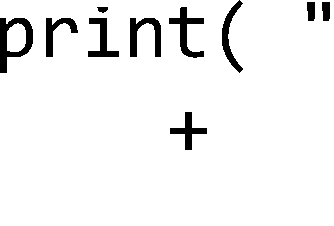 print( "
+